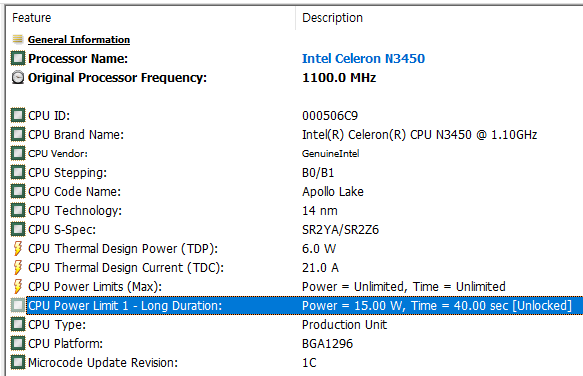 Feature Description
General Information
Processor Name: Intel Celeron N3450
Original Processor Frequency: 1100.0 MHz
CPU ID: 000506C9
CPU Brand Name: Intel(R) Celeron(R) CPU N3450 @ 1.10GHz
CPU Vendor: GenuineIntel
CPU Stepping: B0/B1
CPU Code Name: Apollo Lake
CPU Technology: 14 nm
CPU S-Spec: SR2YA/SR2Z6
CPU Thermal Design Power (TDP): 6.0 W
CPU Thermal Design Current (TDC): 21.0 A
CPU Power Limits (Max): Power = Unlimited, Time = Unlimited
CPU Power Limit 1 - Long Duration: Power = 15.00 W, Time = 40.00 sec [Unlocked]
CPU Type: Production Unit
CPU Platform: BGA1296
Microcode Update Revision: 1C